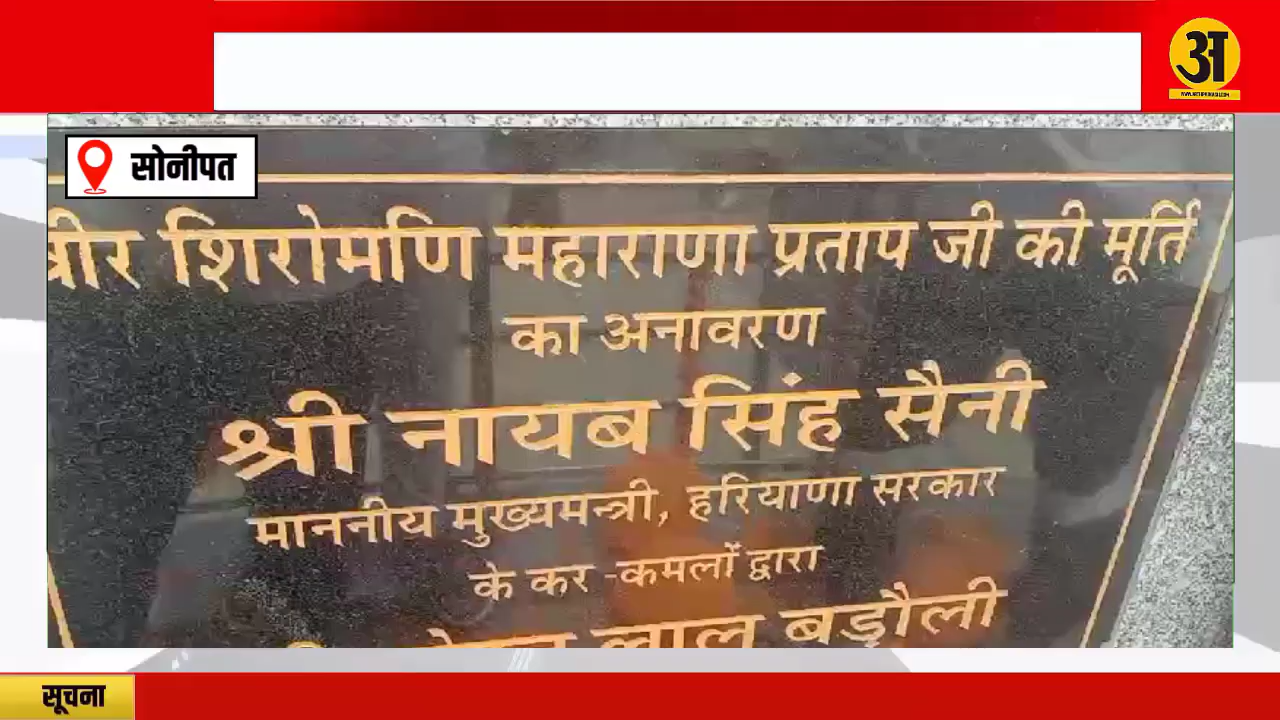 अ
सोनीपत
वीर शिरोमणि महाराणा प्रताप जी की मूर्ति
का अनावरण
श्री नायब सिंह सैनी
माननीय मुख्यमन्त्री, हरियाणा सरकार
के कर -कमलों द्वारा
लाल बड़ौली
सूचना